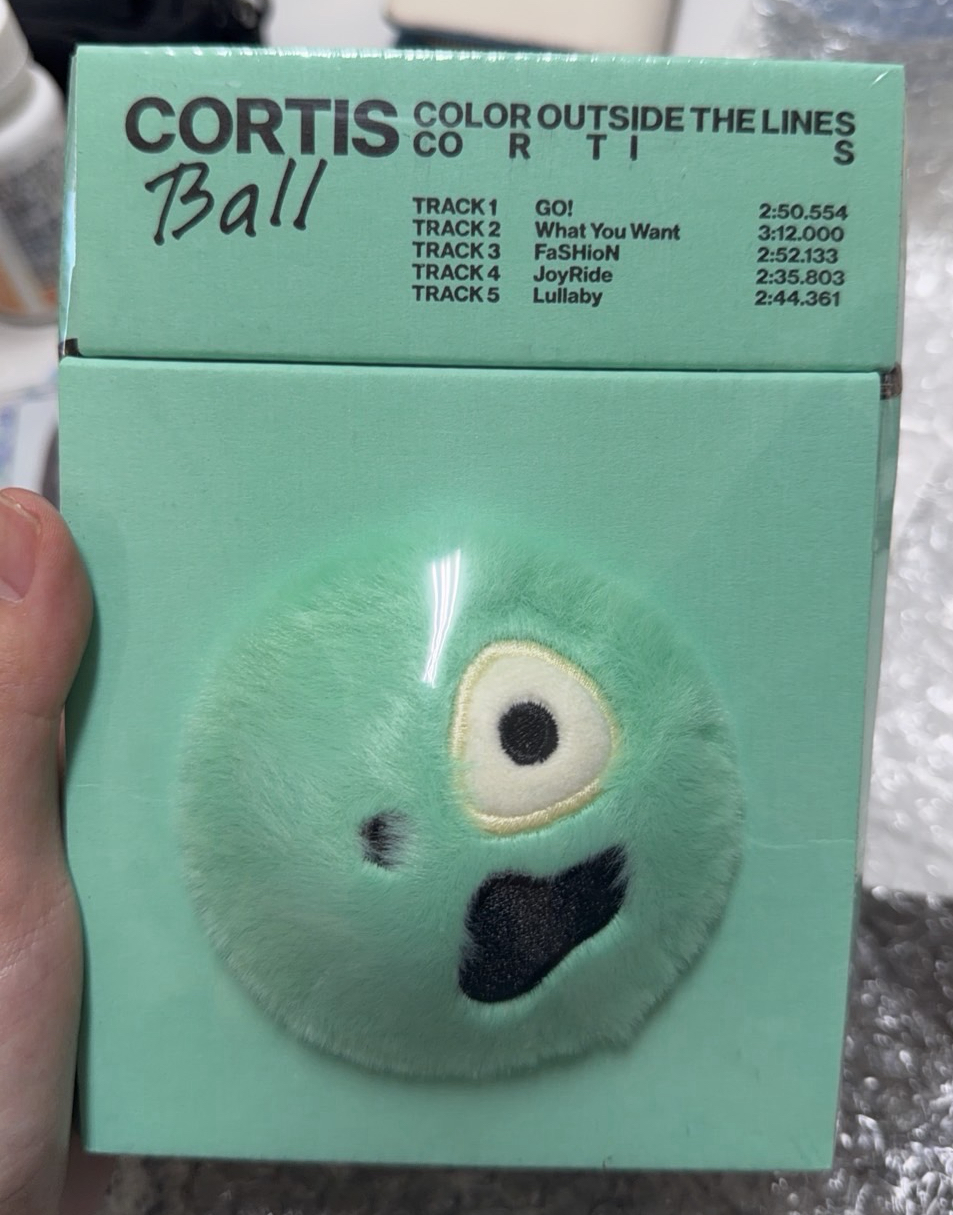 CORTIS
Ball
COLOR OUTSIDE THE LINES
CO R T I S
TRACK 1 GO! 2:50.554
TRACK 2 What You Want 3:12.000
TRACK 3 FaSHioN 2:52.133
TRACK 4 JoyRide 2:35.803
TRACK 5 Lullaby 2:44.361